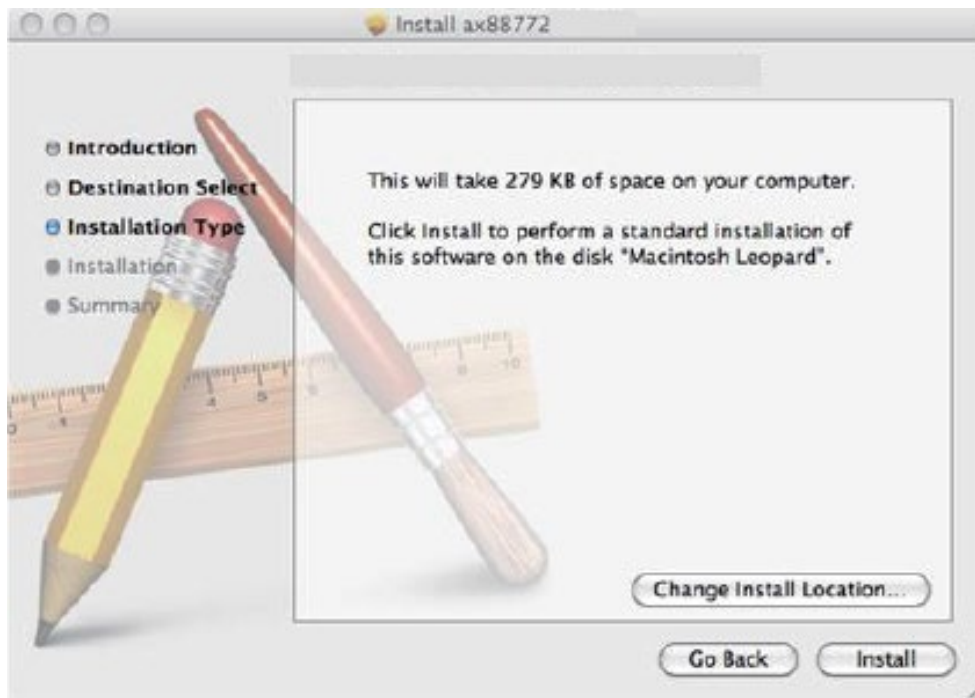 Install ax88772
Introduction
Destination Select
Installation Type
Installation
Summary
This will take 279 KB of space on your computer.
Click Install to perform a standard installation of
this software on the disk "Macintosh Leopard".
Change Install Location...
Go Back
Install